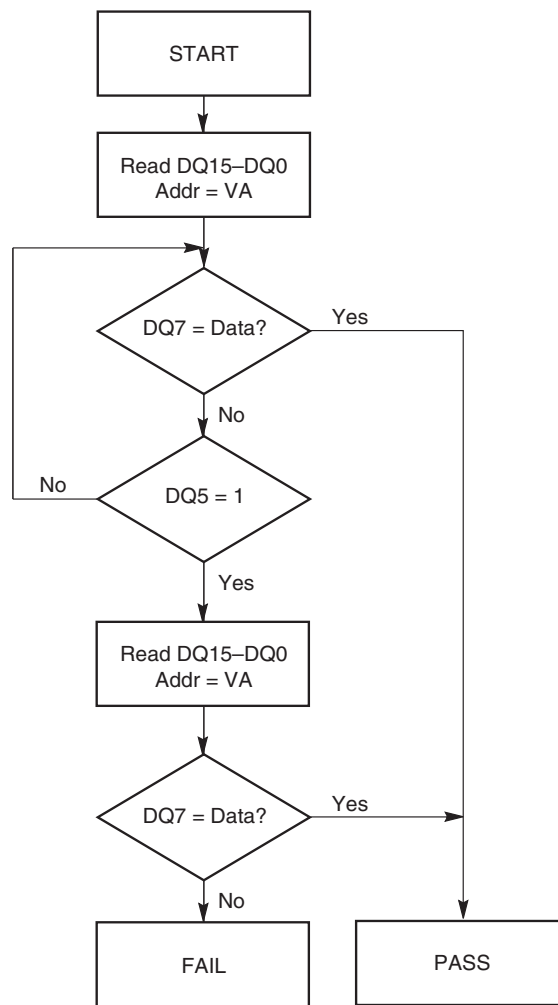 START
Read DQ15–DQ0
Addr = VA
DQ7 = Data?
Yes
No
No
DQ5 = 1
Yes
Read DQ15–DQ0
Addr = VA
DQ7 = Data?
Yes
No
FAIL
PASS